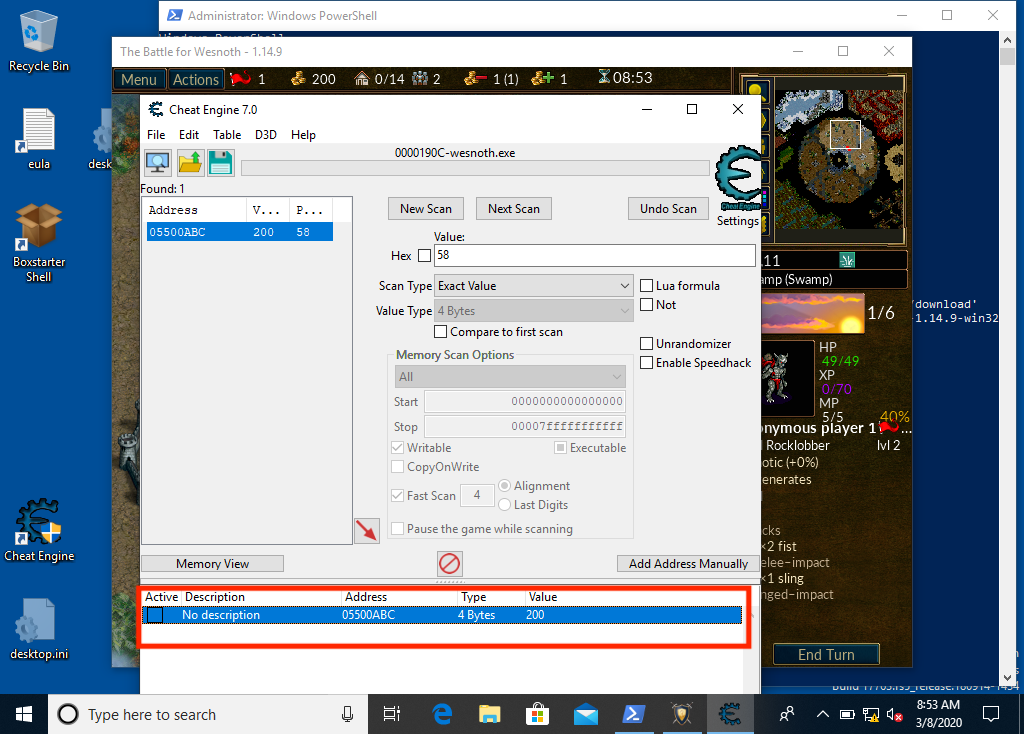 Administrator: Windows PowerShell
The Battle for Wesnoth - 1.14.9
Menu Actions 1 200 0/14 2 1 (1) 1 08:53
Recycle Bin
eula
desk
Boxstarter
Shell
Cheat Engine
desktop.ini
Cheat Engine 7.0
File Edit Table D3D Help
0000190C-wesnoth.exe
Found: 1
Address V... P...
05500ABC 200 58
New Scan Next Scan Undo Scan
Cheat Engine
Settings
Value:
Hex 58
Scan Type Exact Value
Value Type 4 Bytes
Compare to first scan
Lua formula
Not
Unrandomizer
Enable Speedhack
Memory Scan Options
All
Start 0000000000000000
Stop 00007fffffffffff
Writable Executable
CopyOnWrite
Fast Scan 4 Alignment
Last Digits
Pause the game while scanning
Memory View Add Address Manually
Active Description Address Type Value
No description 05500ABC 4 Bytes 200
11
amp (Swamp)
1/6
HP
49/49
XP
0/70
MP
5/5 40%
onymous player 1 ...
Rocklobber lvl 2
otic (+0%)
enerates
cks
×2 fist
elee–impact
×1 sling
nged–impact
End Turn
/download'
-1.14.9-win32
Type here to search
8:53 AM
3/8/2020